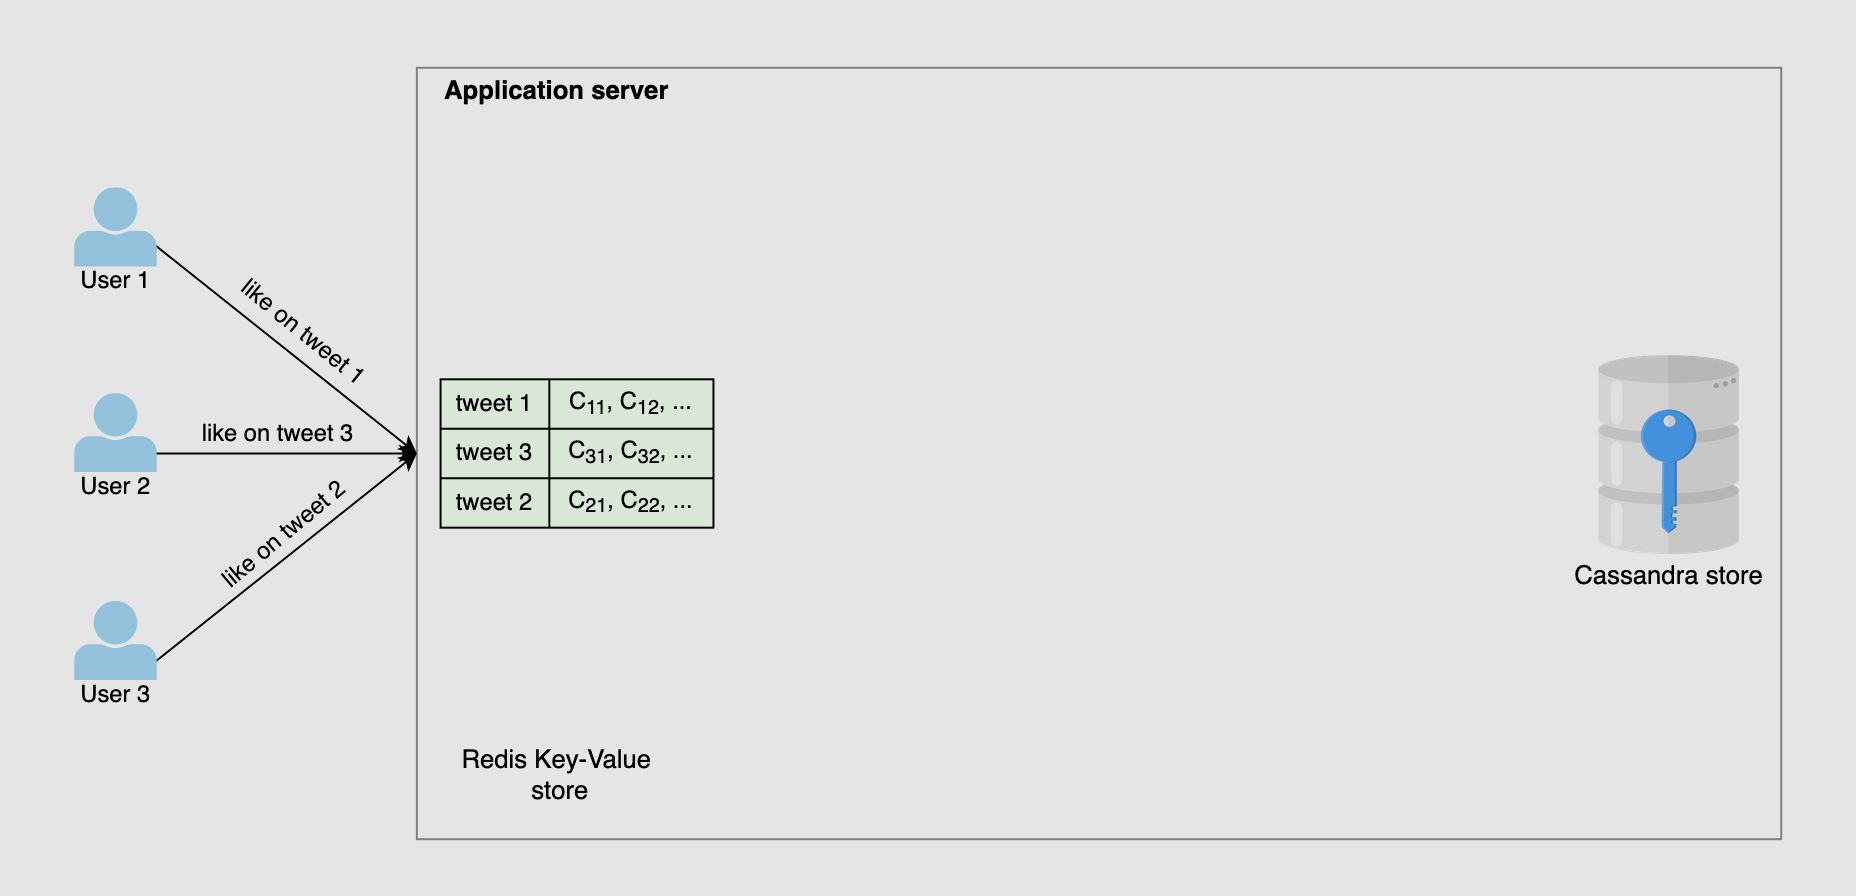 Application server
User 1
like on tweet 1
like on tweet 3
User 2
like on tweet 2
User 3
tweet 1 C11, C12, ...
tweet 3 C31, C32, ...
tweet 2 C21, C22, ...
Redis Key-Value
store
Cassandra store